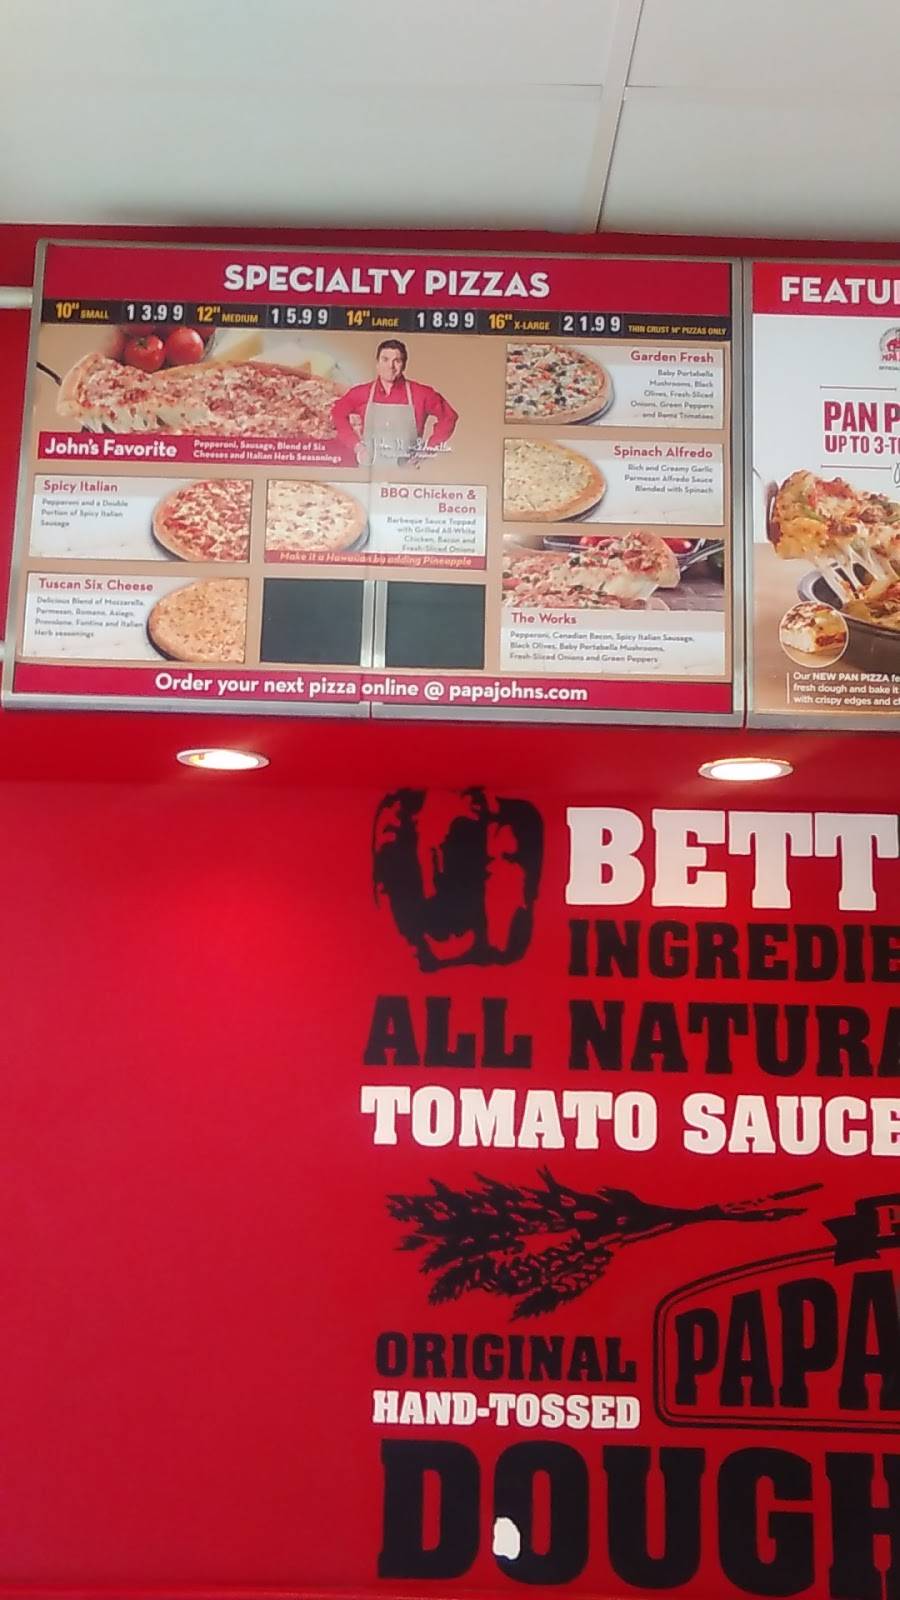 SPECIALTY PIZZAS
10" SMALL 13.99 12" MEDIUM 15.99 14" LARGE 18.99 16" X-LARGE 21.99 THIN CRUST 14" PIZZAS ONLY
John's Favorite
Pepperoni, Sausage, Blend of Six
Cheeses and Italian Herb Seasonings
Spicy Italian
Pepperoni and a Double
Portion of Spicy Italian
Sausage
BBQ Chicken &
Bacon
Barbeque Sauce Topped
with Grilled All-White
Chicken, Bacon and
Fresh-Sliced Onions
Make it a Hawaiian by adding Pineapple
Tuscan Six Cheese
Delicious Blend of Mozzarella,
Parmesan, Romano, Asiago,
Provolone, Fontina and Italian
Herb seasonings
Garden Fresh
Baby Portabella
Mushrooms, Black
Olives, Fresh-Sliced
Onions, Green Peppers
and Roma Tomatoes
Spinach Alfredo
Rich and Creamy Garlic
Parmesan Alfredo Sauce
Blended with Spinach
The Works
Pepperoni, Canadian Bacon, Spicy Italian Sausage,
Black Olives, Baby Portabella Mushrooms,
Fresh-Sliced Onions and Green Peppers
Order your next pizza online @ papajohns.com
FEATU
PAN P
UP TO 3-T
Our NEW PAN PIZZA fe
fresh dough and bake it
with crispy edges and c
BETT
INGREDIE
ALL NATURA
TOMATO SAUCE
ORIGINAL
HAND-TOSSED
DOUGH
P
PAPA